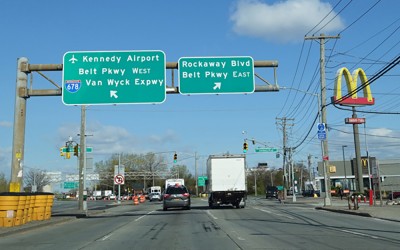 Kennedy Airport
Belt Pkwy WEST
678 Van Wyck Expwy
Rockaway Blvd
Belt Pkwy EAST